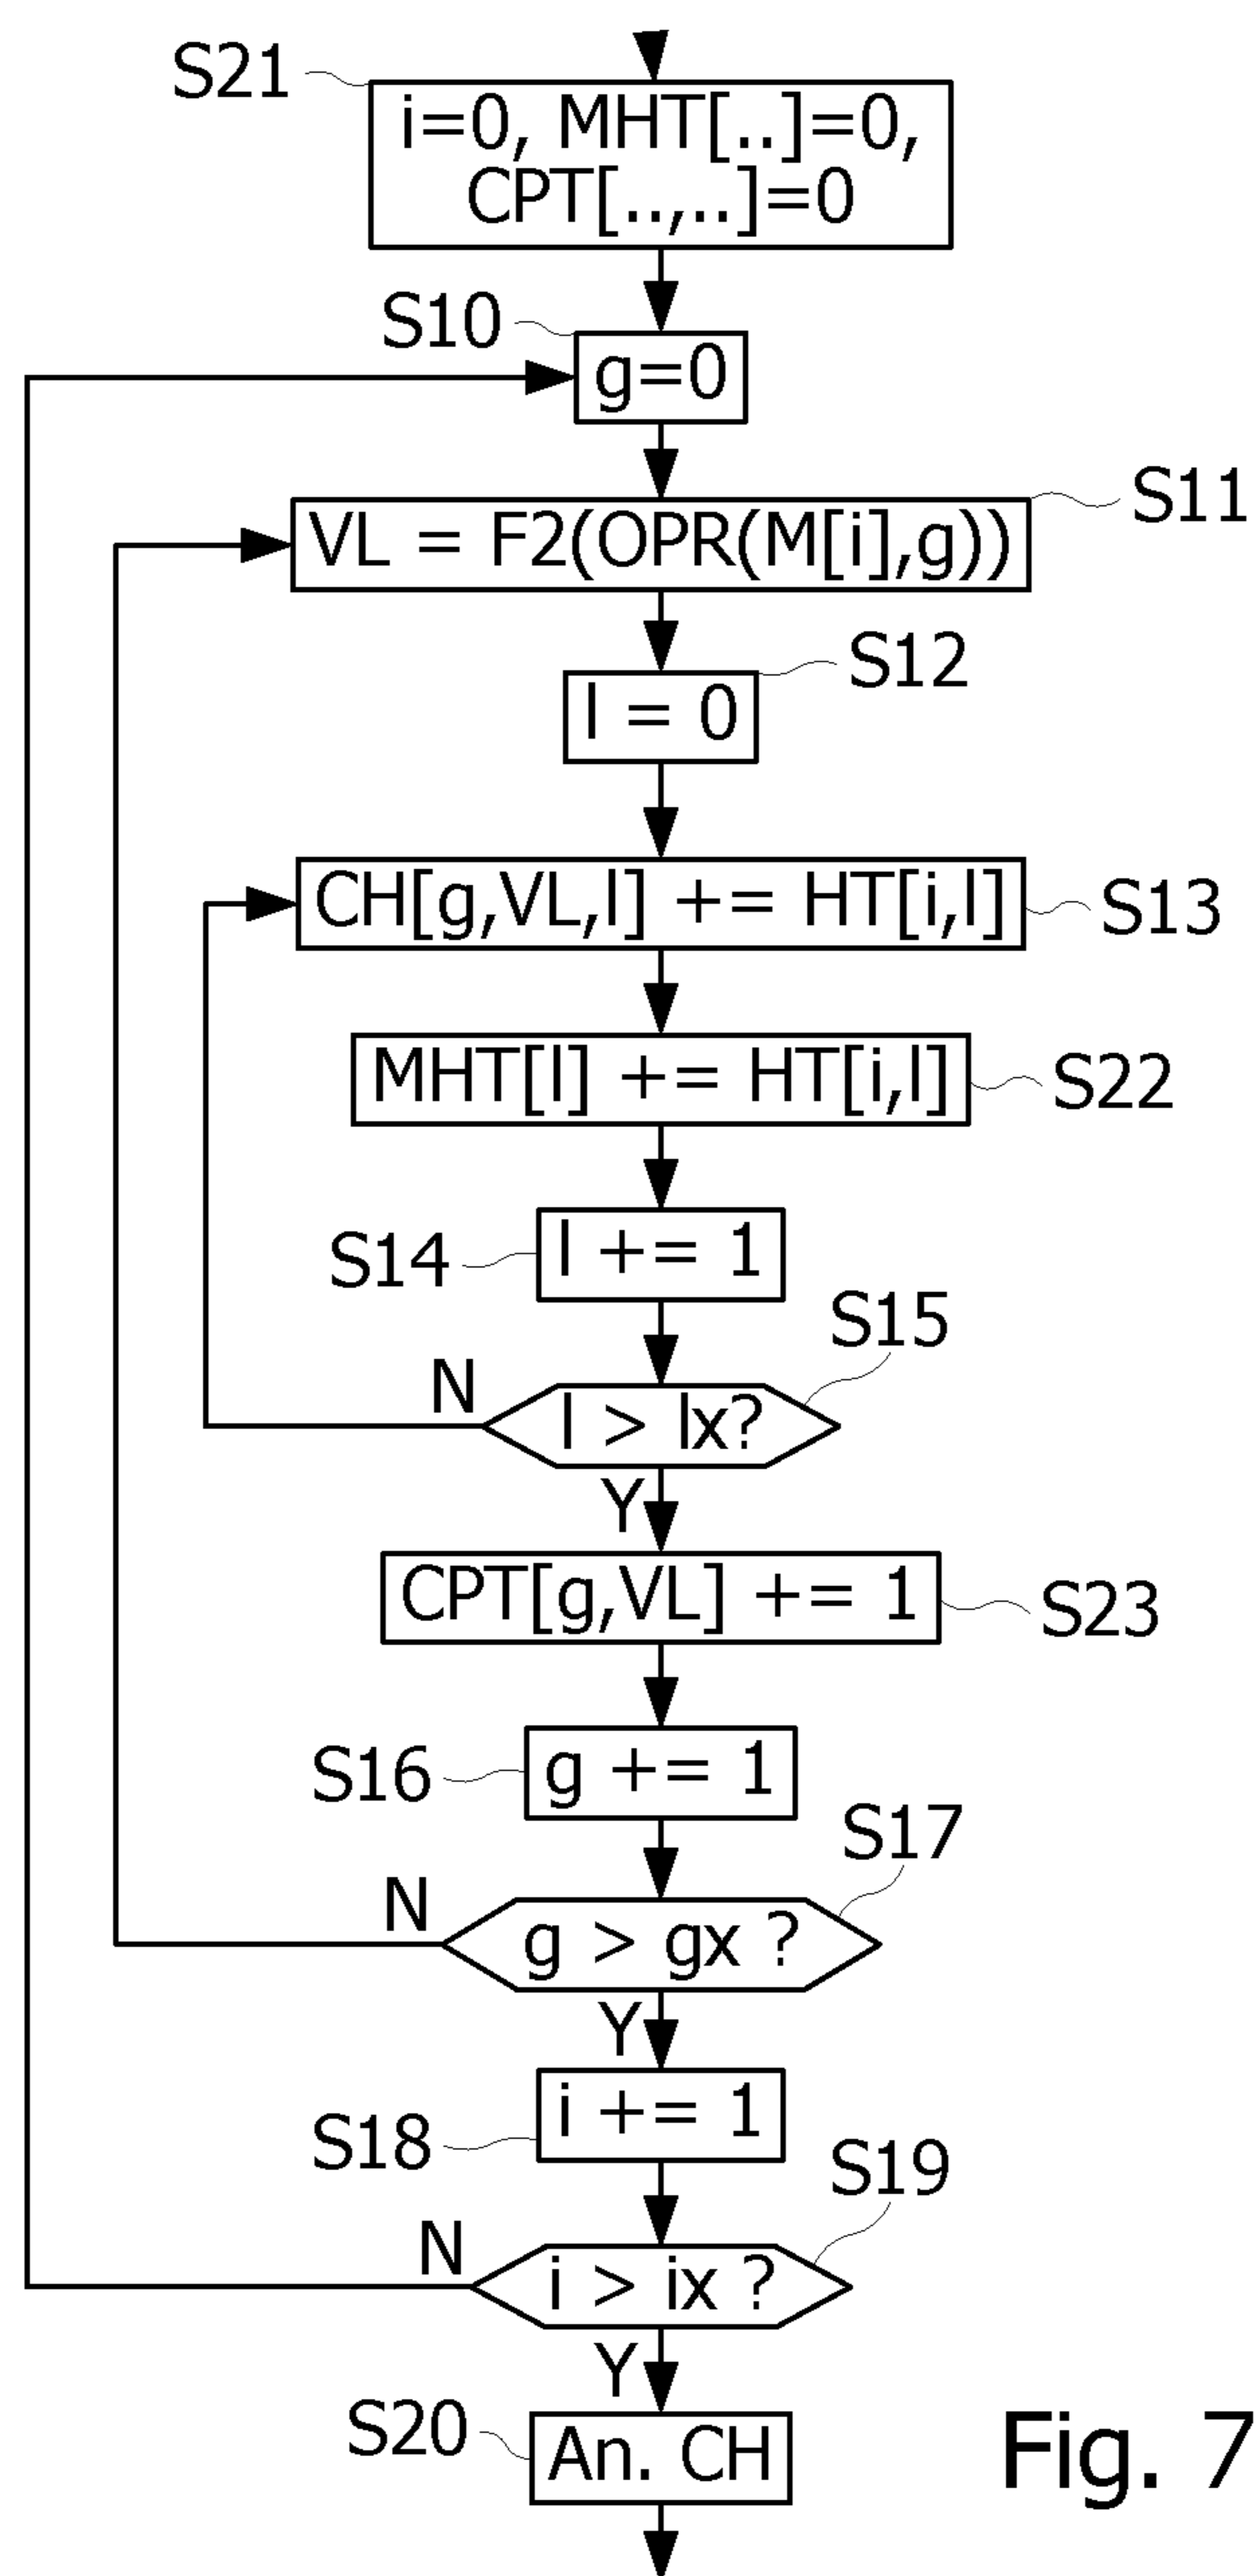 S21
i=0, MHT[..]=0,
CPT[..,..]=0
S10
g=0
S11
VL = F2(OPR(M[i],g))
S12
l = 0
CH[g,VL,l] += HT[i,l]
S13
MHT[l] += HT[i,l]
S22
S14
l += 1
S15
N
l > lx?
Y
CPT[g,VL] += 1
S23
S16
g += 1
S17
N
g > gx ?
Y
S18
i += 1
S19
N
i > ix ?
Y
S20
An. CH
Fig. 7